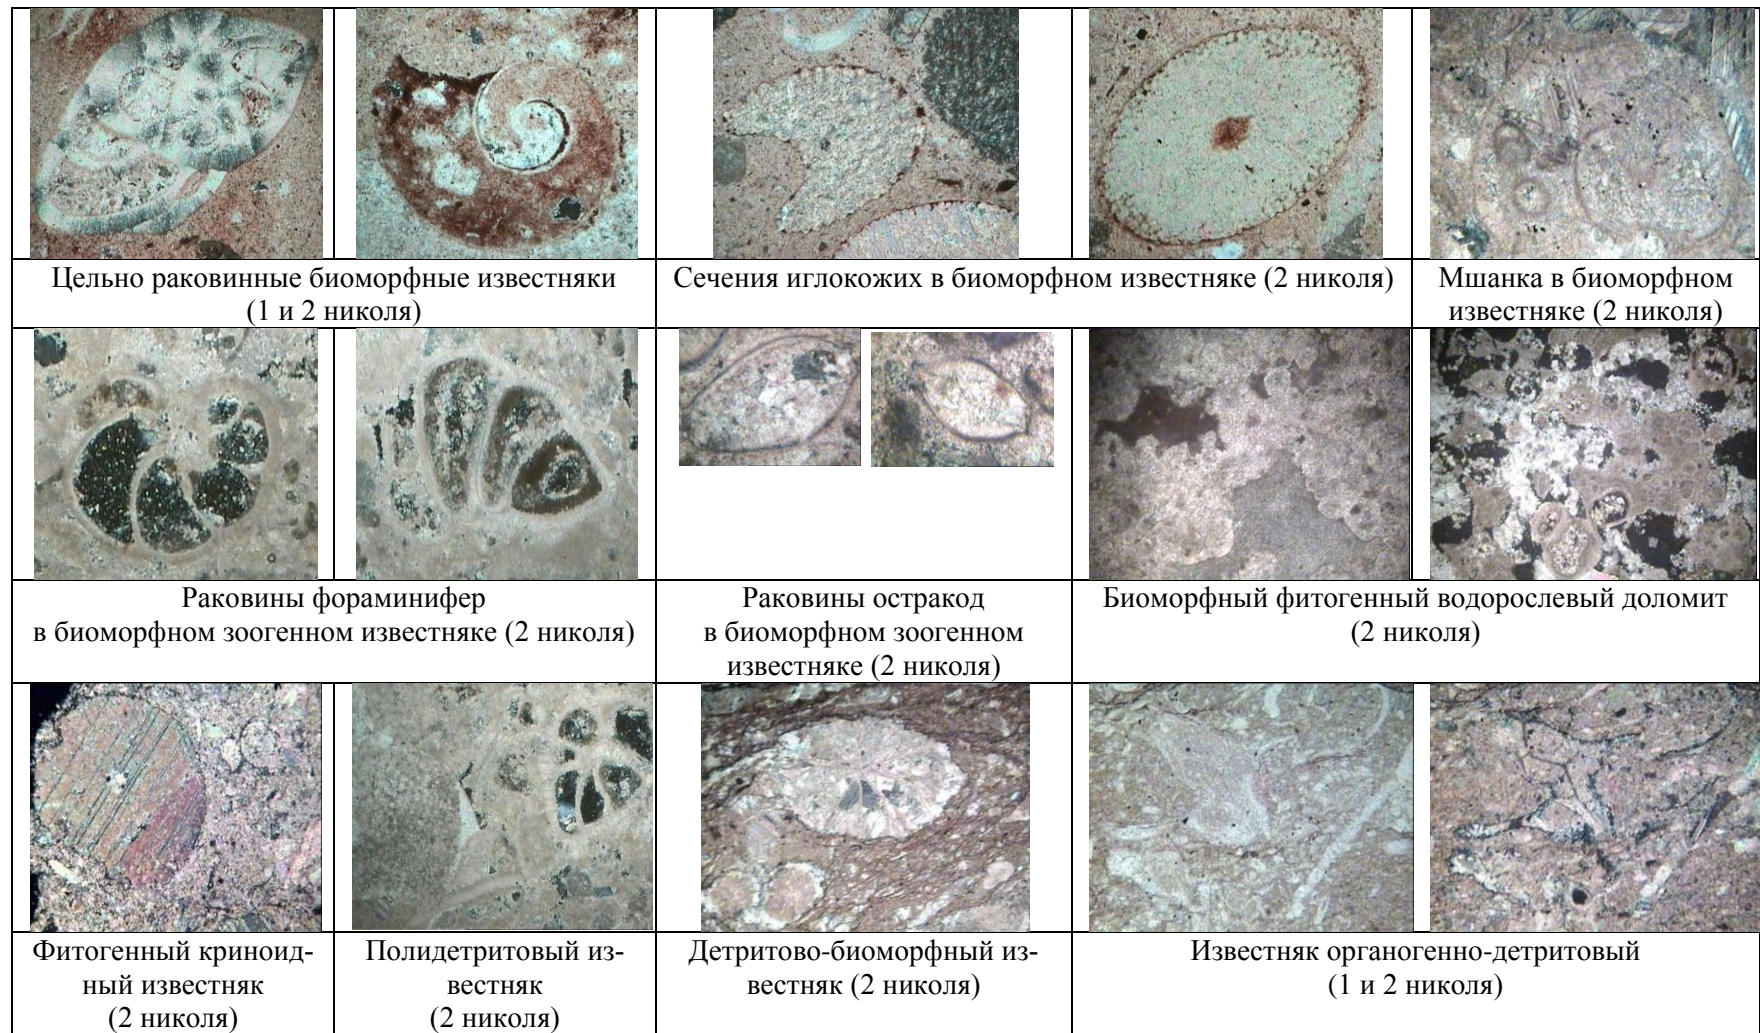 Цельно раковинные биоморфные известняки
(1 и 2 николя)
Сечения иглокожих в биоморфном известняке (2 николя)
Мшанка в биоморфном
известняке (2 николя)
Раковины фораминифер
в биоморфном зоогенном известняке (2 николя)
Раковины остракод
в биоморфном зоогенном
известняке (2 николя)
Биоморфный фитогенный водорослевый доломит
(2 николя)
Фитогенный криноид-
ный известняк
(2 николя)
Полидетритовый из-
вестняк
(2 николя)
Детритово-биоморфный из-
вестняк (2 николя)
Известняк органогенно-детритовый
(1 и 2 николя)